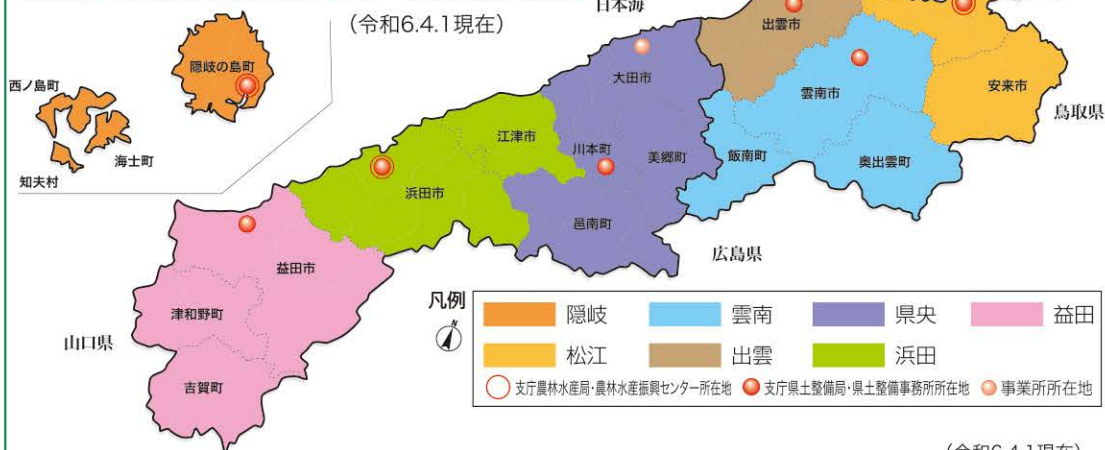 日本海
(令和6.4.1現在)
出雲市
隠岐の島町
西ノ島町
大田市
雲南市
安来市
鳥取県
江津市
川本町
美郷町
飯南町
奥出雲町
海士町
知夫村
浜田市
邑南町
広島県
益田市
津和野町
山口県
吉賀町
凡例
N
隠岐
雲南
県央
益田
松江
出雲
浜田
支庁農林水産局・農林水産振興センター所在地
支庁県土整備局・県土整備事務所所在地
事業所所在地